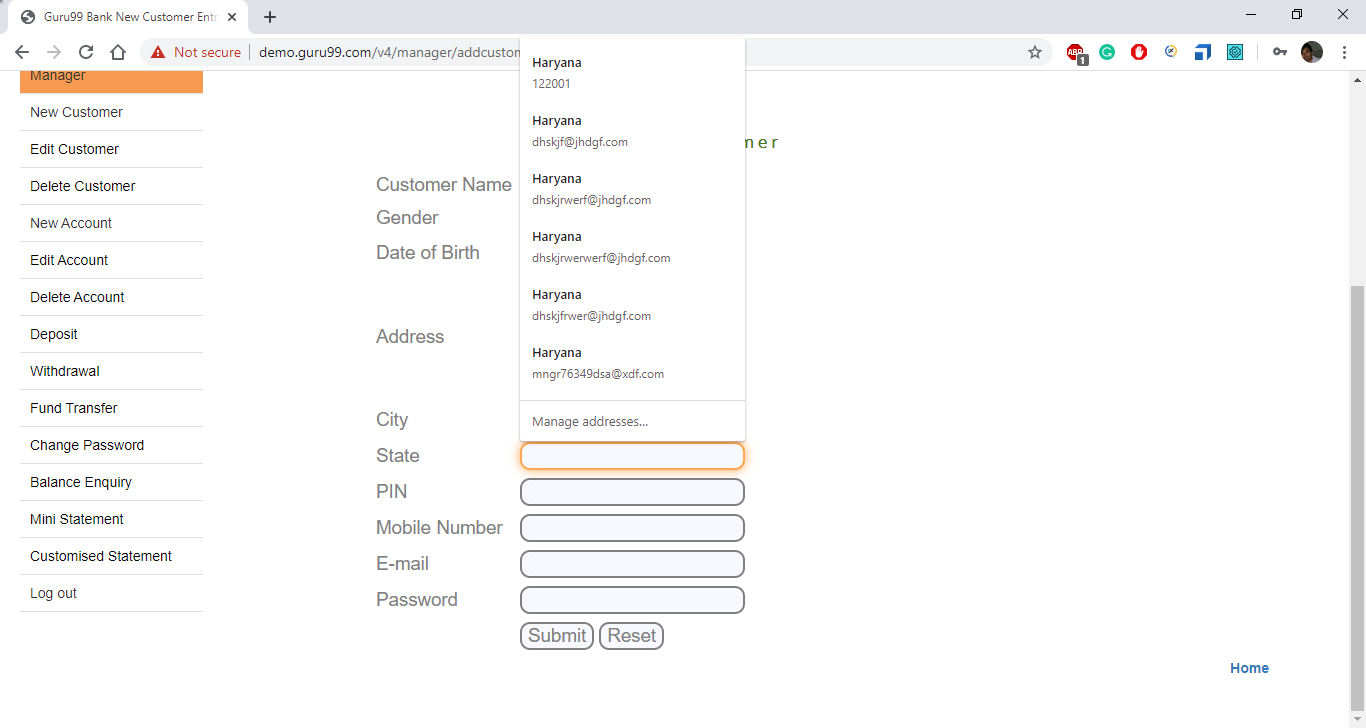 Guru99 Bank New Customer Entr
Not secure
demo.guru99.com/v4/manager/addcustom
ABP
1
Manager
New Customer
Edit Customer
Delete Customer
New Account
Edit Account
Delete Account
Deposit
Withdrawal
Fund Transfer
Change Password
Balance Enquiry
Mini Statement
Customised Statement
Log out
mer
Customer Name
Gender
Date of Birth
Address
City
State
PIN
Mobile Number
E-mail
Password
Haryana
122001
Haryana
dhskjf@jhdgf.com
Haryana
dhskjrwerf@jhdgf.com
Haryana
dhskjrwerwerf@jhdgf.com
Haryana
dhskjfrwer@jhdgf.com
Haryana
mngr76349dsa@xdf.com
Manage addresses...
Submit Reset
Home